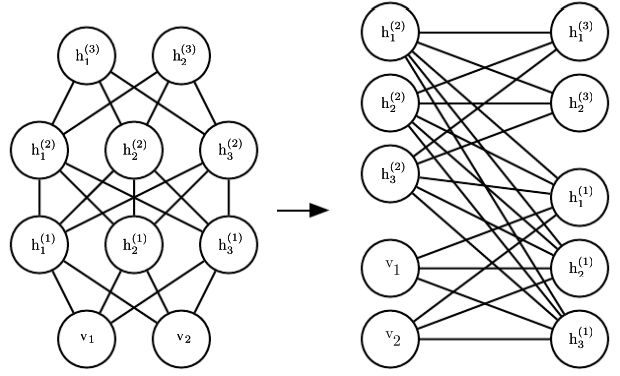 h₁⁽³⁾ h₂⁽³⁾
h₁⁽²⁾ h₂⁽²⁾ h₃⁽²⁾
h₁⁽¹⁾ h₂⁽¹⁾ h₃⁽¹⁾
v₁ v₂
h₁⁽²⁾ h₁⁽³⁾
h₂⁽²⁾ h₂⁽³⁾
h₃⁽²⁾ h₁⁽¹⁾
v₁ h₂⁽¹⁾
v₂ h₃⁽¹⁾